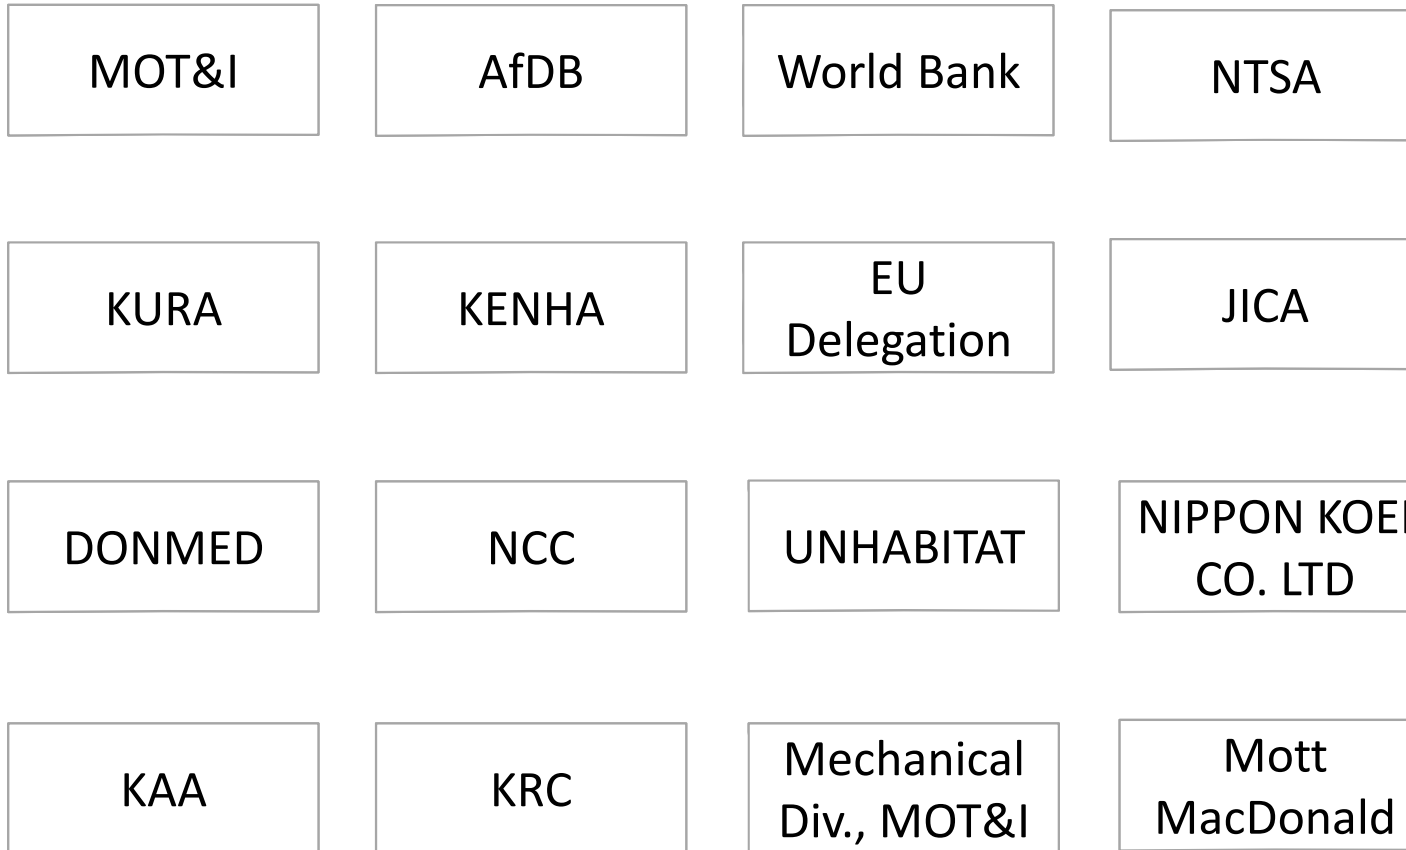 MOT&I
AfDB
World Bank
NTSA
KURA
KENHA
EU
Delegation
JICA
DONMED
NCC
UNHABITAT
NIPPON KOEI
CO. LTD
KAA
KRC
Mechanical
Div., MOT&I
Mott
MacDonald